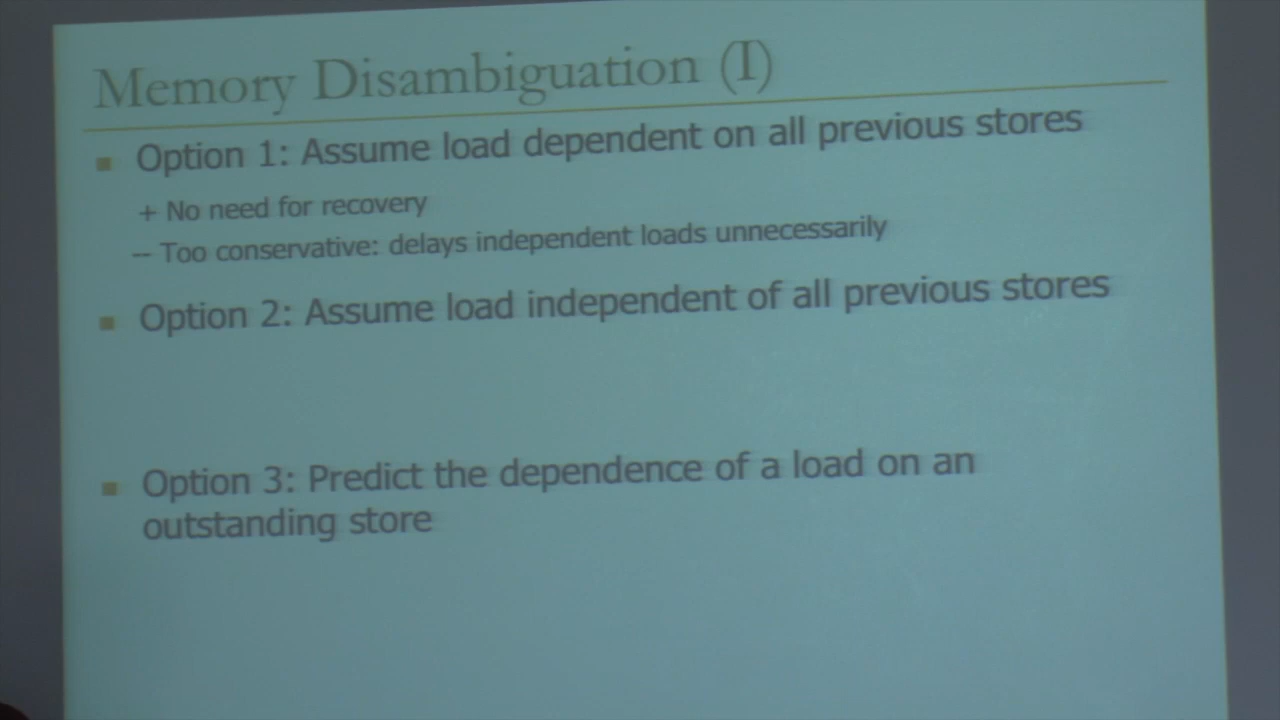 Memory Disambiguation (I)
■ Option 1: Assume load dependent on all previous stores
+ No need for recovery
-- Too conservative: delays independent loads unnecessarily
■ Option 2: Assume load independent of all previous stores
■ Option 3: Predict the dependence of a load on an
outstanding store